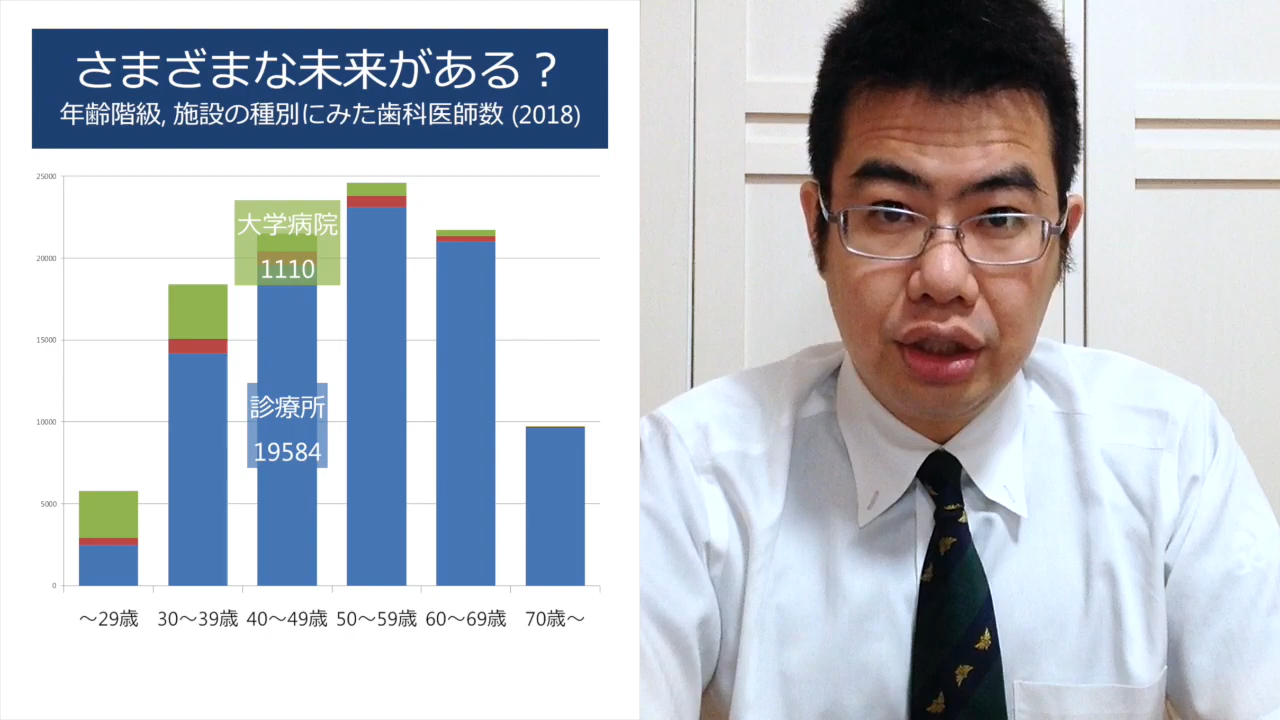 さまざまな未来がある？
年齢階級, 施設の種別にみた歯科医師数 (2018)
25000
20000
15000
10000
5000
0
大学病院
1110
診療所
19584
～29歳 30～39歳 40～49歳 50～59歳 60～69歳 70歳～